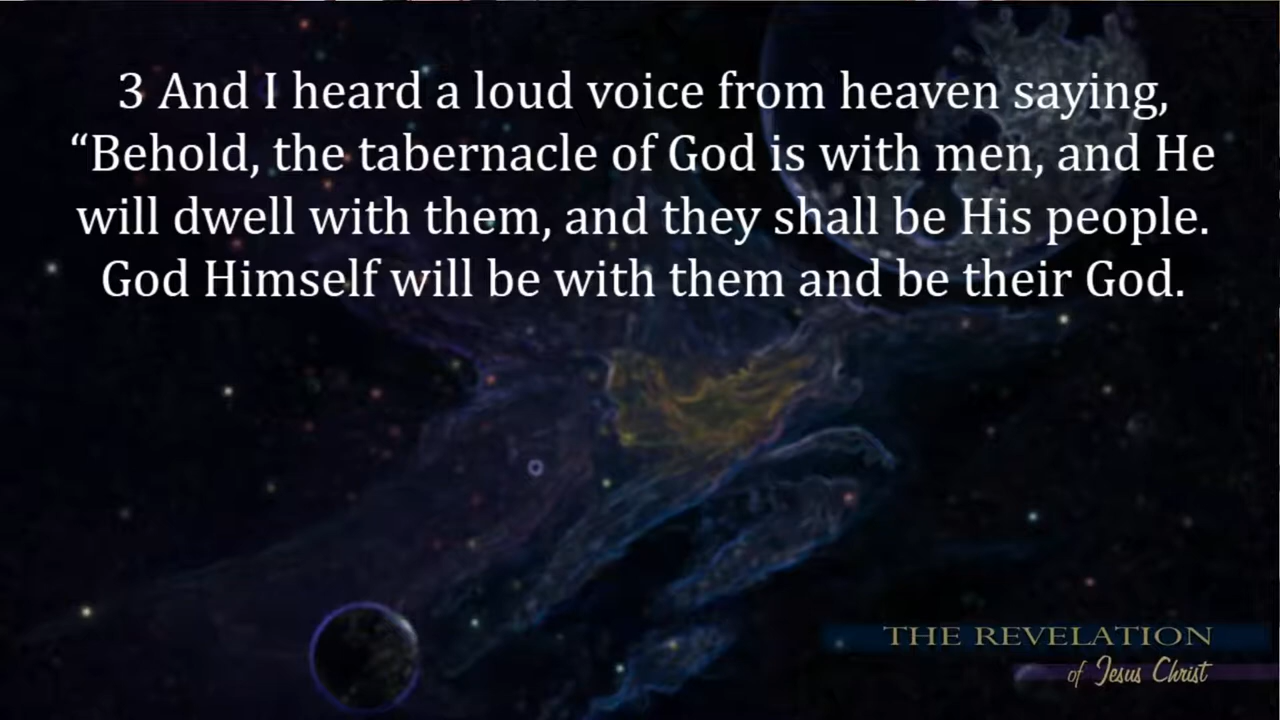 3 And I heard a loud voice from heaven saying,
“Behold, the tabernacle of God is with men, and He
will dwell with them, and they shall be His people.
God Himself will be with them and be their God.
THE REVELATION
of Jesus Christ